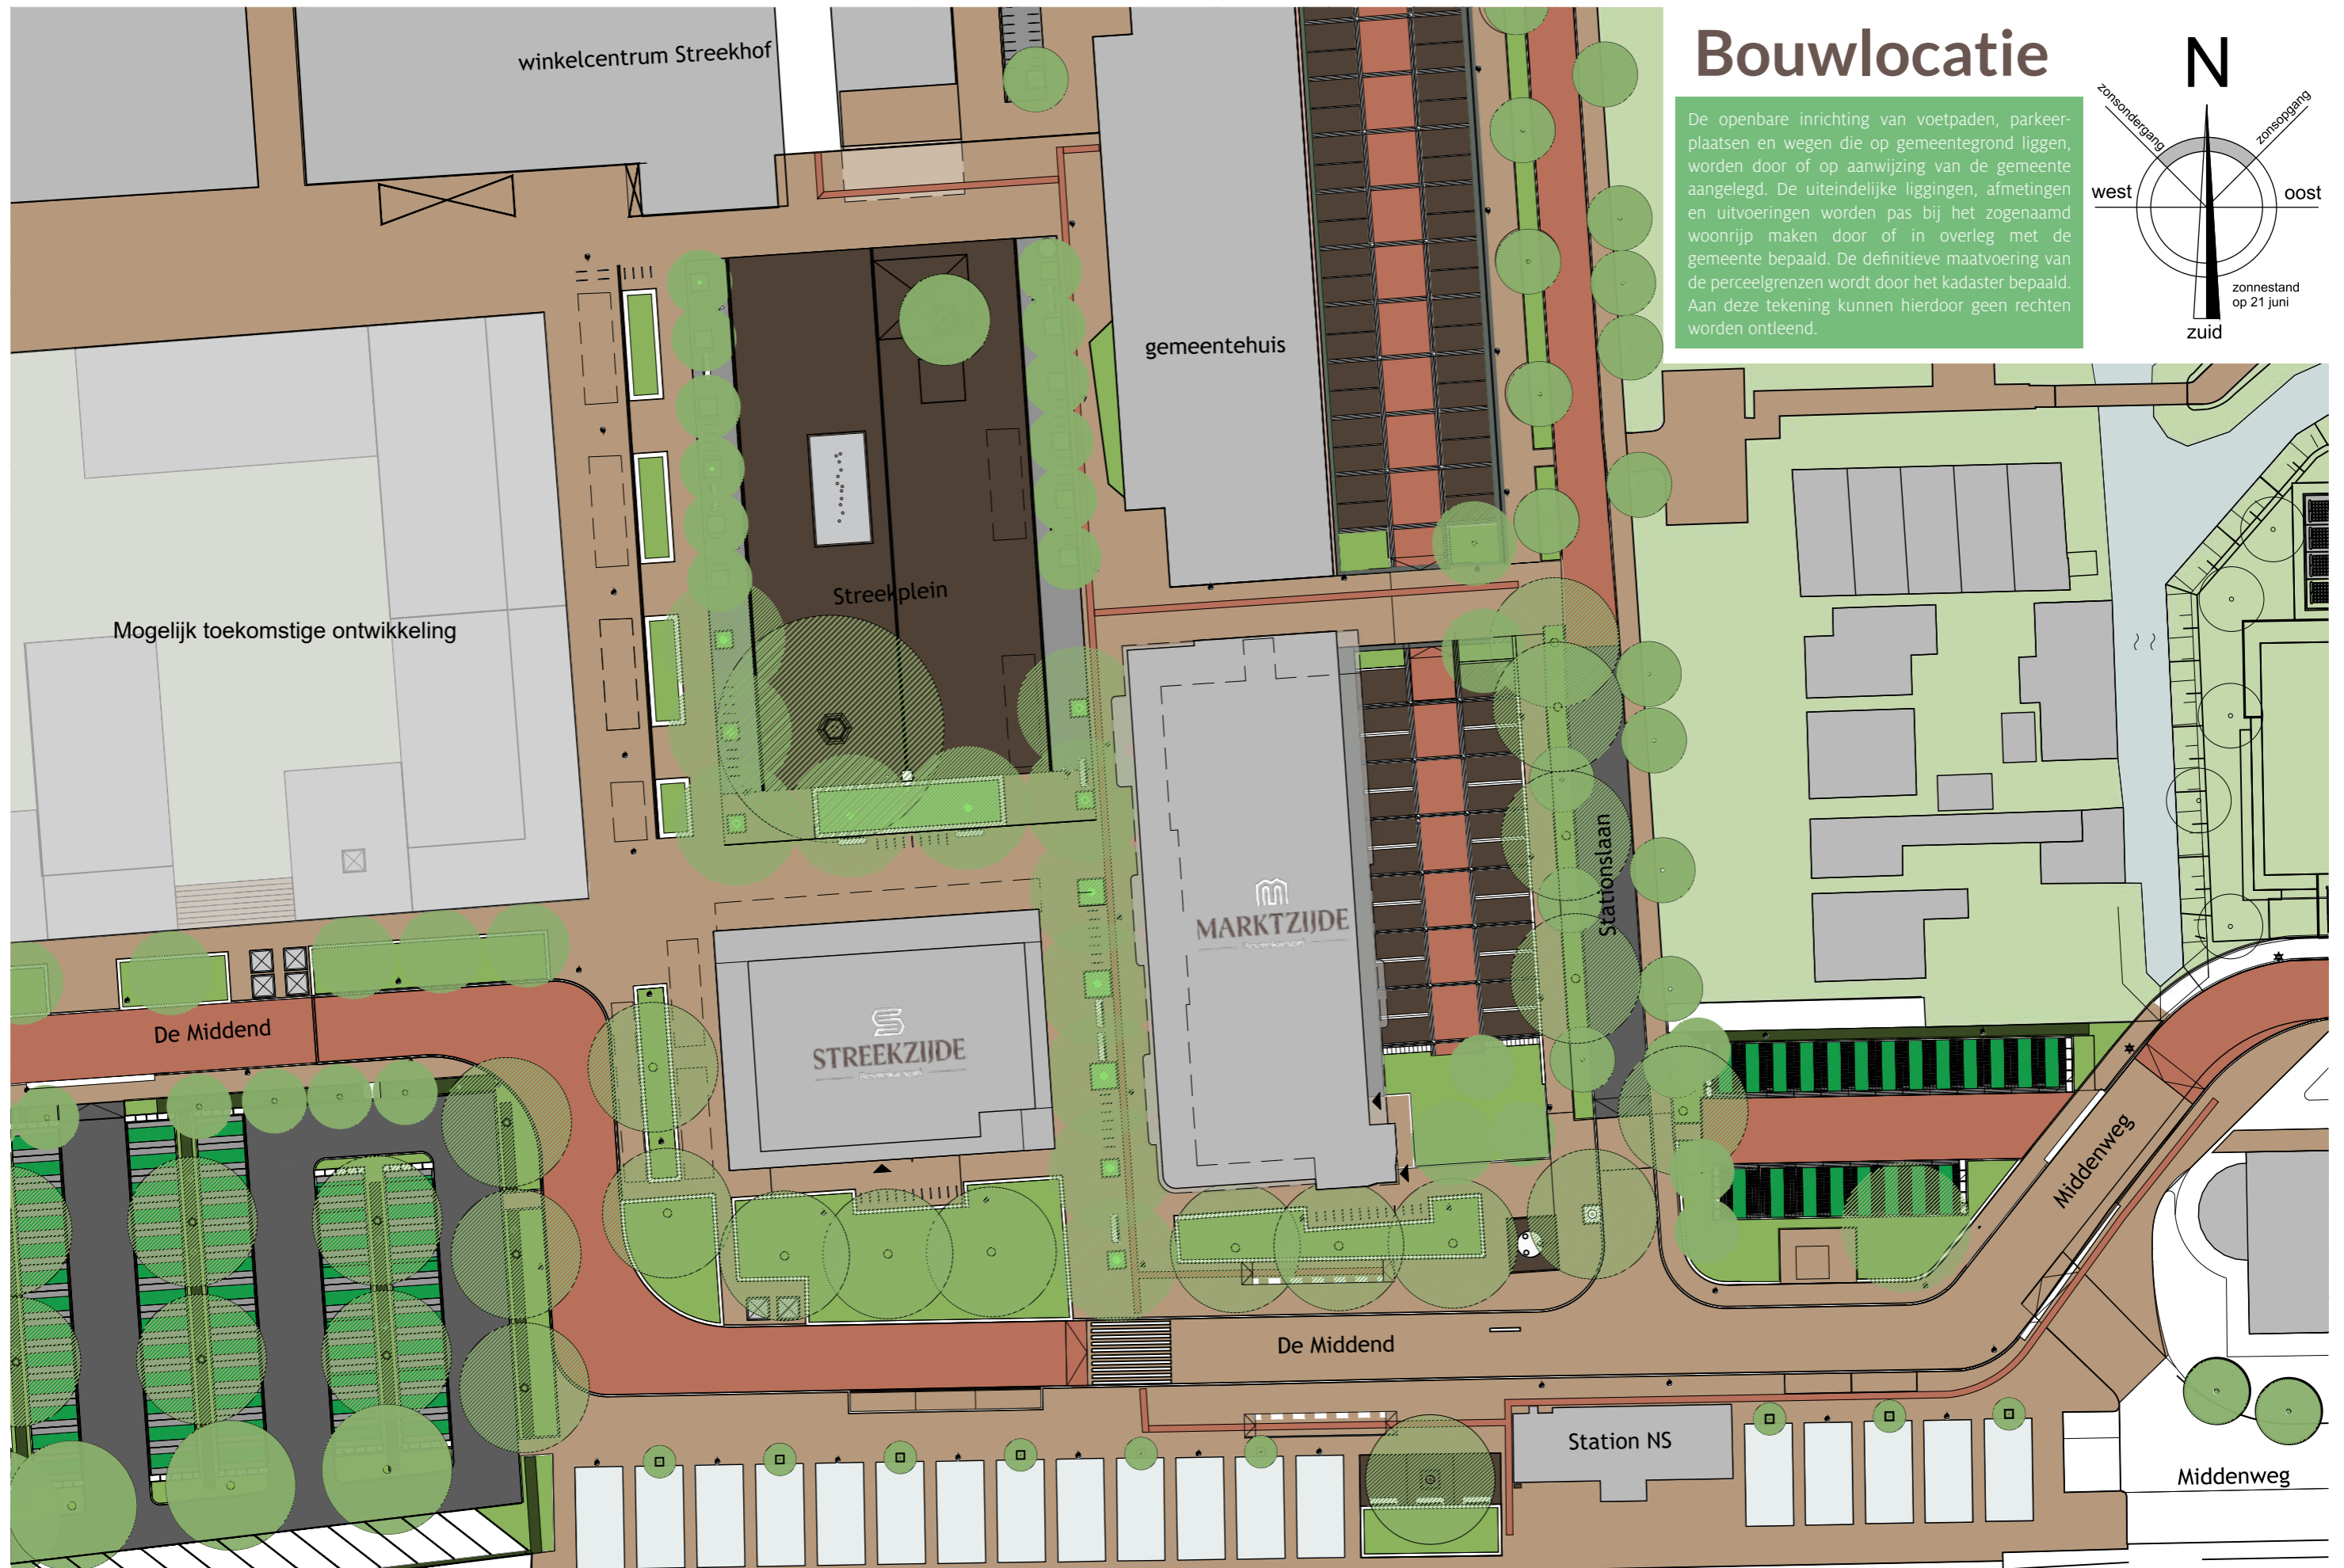 winkelcentrum Streekhof
Bouwlocatie
De openbare inrichting van voetpaden, parkeer-
plaatsen en wegen die op gemeentegrond liggen,
worden door of op aanwijzing van de gemeente
aangelegd. De uiteindelijke liggingen, afmetingen
en uitvoeringen worden pas bij het zogenaamd
woonrijp maken door of in overleg met de
gemeente bepaald. De definitieve maatvoering van
de perceelgrenzen wordt door het kadaster bepaald.
Aan deze tekening kunnen hierdoor geen rechten
worden ontleend.
N
zonsondergang
zonsopgang
west
oost
zonnestand
op 21 juni
zuid
gemeentehuis
Streekplein
Mogelijk toekomstige ontwikkeling
Stationslaan
MARKTZIJDE
STREEKZIJDE
De Middend
Middenweg
De Middend
Station NS
Middenweg